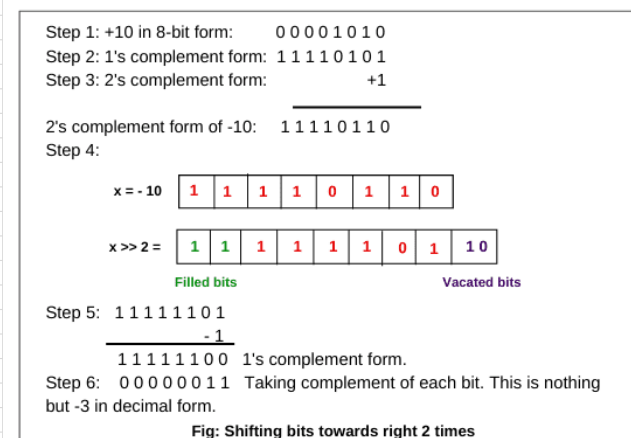 Step 1: +10 in 8-bit form: 0 0 0 0 1 0 1 0
Step 2: 1's complement form: 1 1 1 1 0 1 0 1
Step 3: 2's complement form: +1
2's complement form of -10: 1 1 1 1 0 1 1 0
Step 4:
x = - 10 1 1 1 1 0 1 1 0
x >> 2 = 1 1 1 1 1 1 0 1 1 0
Filled bits Vacated bits
Step 5: 1 1 1 1 1 1 0 1
- 1
1 1 1 1 1 1 0 0 1's complement form.
Step 6: 0 0 0 0 0 0 1 1 Taking complement of each bit. This is nothing
but -3 in decimal form.
Fig: Shifting bits towards right 2 times